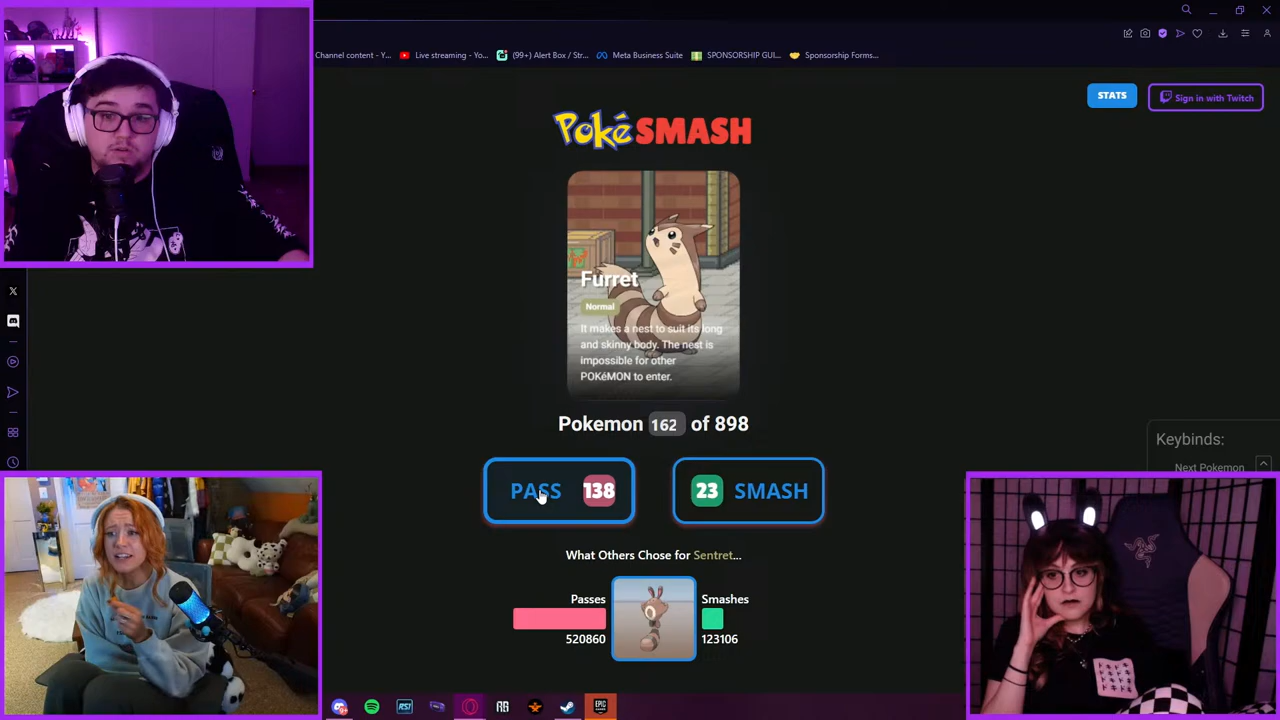 Channel content - Y...
Live streaming - Yo...
(99+) Alert Box / Str...
Meta Business Suite
SPONSORSHIP GUI...
Sponsorship Forms...
STATS
Sign in with Twitch
PokéSMASH
Furret
Normal
It makes a nest to suit its long
and skinny body. The nest is
impossible for other
POKéMON to enter.
Pokemon 162 of 898
PASS 138
23 SMASH
Keybinds:
Next Pokemon
What Others Chose for Sentret...
Passes
520860
Smashes
123106
RSI
EPIC
GAMES